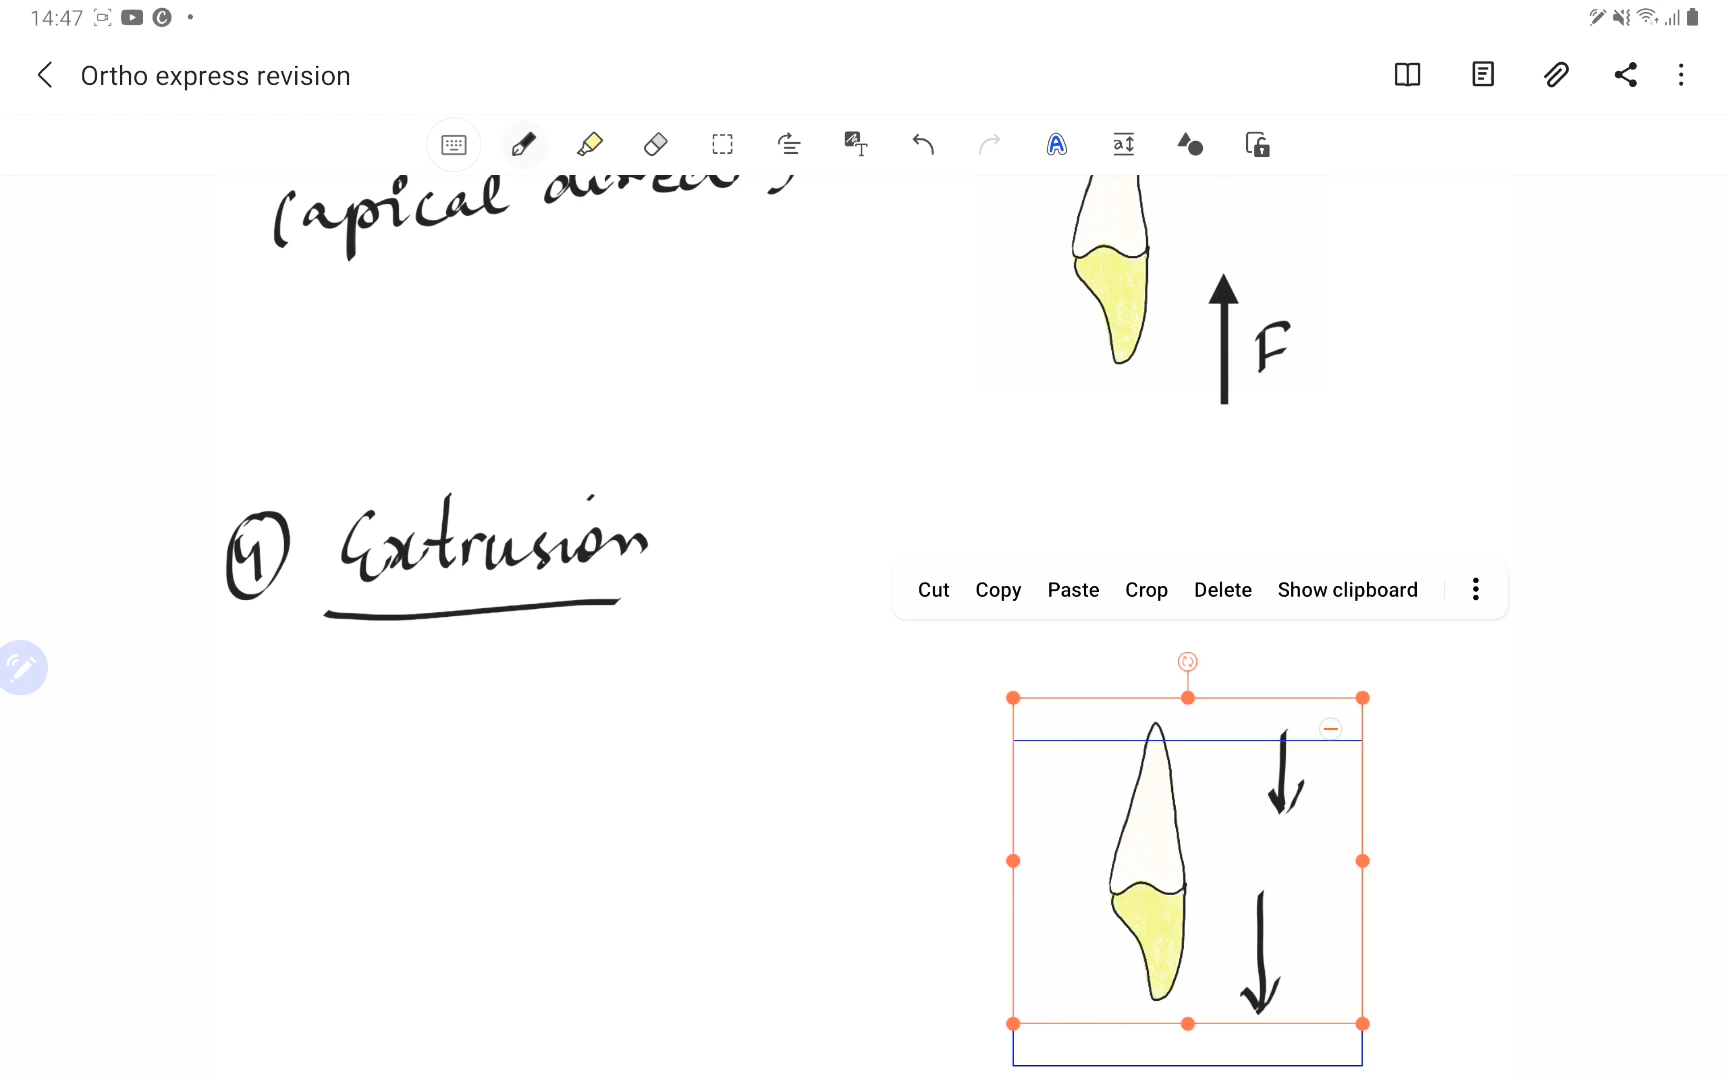 14:47
Ortho express revision
(apical
F
④ Extrusion
Cut Copy Paste Crop Delete Show clipboard